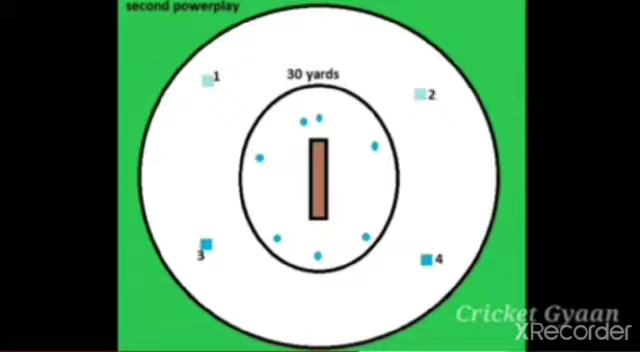 second powerplay
1
30 yards
2
3
4
Cricket Gyaan
XRecorder